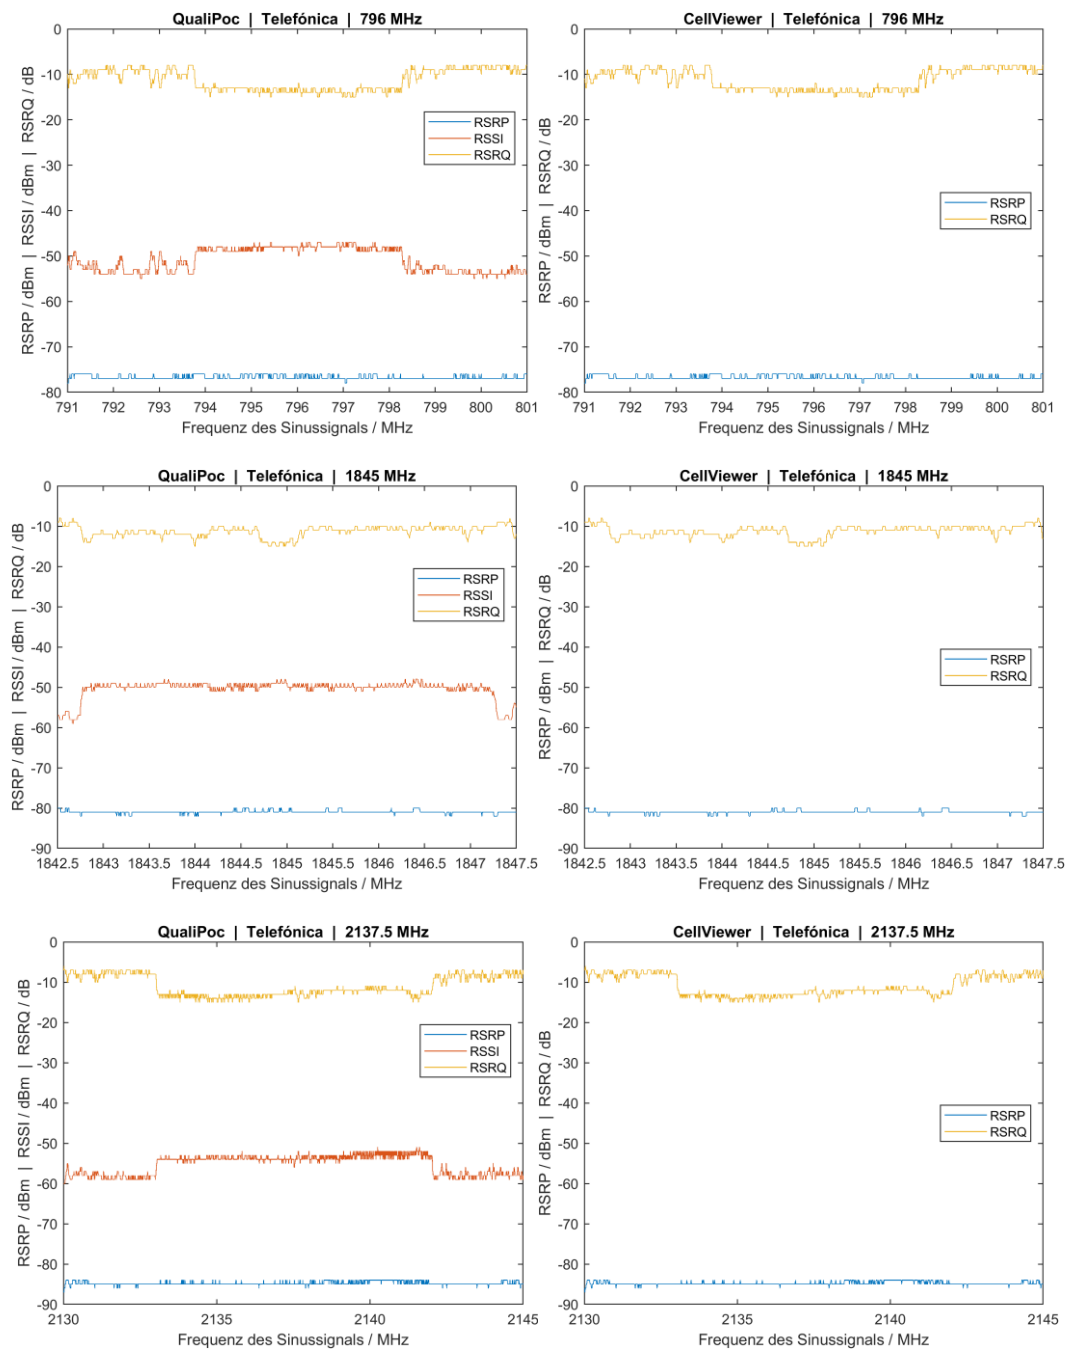 QualiPoc | Telefónica | 796 MHz
0
-10
-20
-30
-40
-50
-60
-70
-80
RSRP / dBm | RSSI / dBm | RSRQ / dB
RSRP
RSSI
RSRQ
791 792 793 794 795 796 797 798 799 800 801
Frequenz des Sinussignals / MHz
CellViewer | Telefónica | 796 MHz
0
-10
-20
-30
-40
-50
-60
-70
-80
RSRP / dBm | RSRQ / dB
RSRP
RSRQ
791 792 793 794 795 796 797 798 799 800 801
Frequenz des Sinussignals / MHz
QualiPoc | Telefónica | 1845 MHz
0
-10
-20
-30
-40
-50
-60
-70
-80
-90
RSRP / dBm | RSSI / dBm | RSRQ / dB
RSRP
RSSI
RSRQ
1842.5 1843 1843.5 1844 1844.5 1845 1845.5 1846 1846.5 1847 1847.5
Frequenz des Sinussignals / MHz
CellViewer | Telefónica | 1845 MHz
0
-10
-20
-30
-40
-50
-60
-70
-80
-90
RSRP / dBm | RSRQ / dB
RSRP
RSRQ
1842.5 1843 1843.5 1844 1844.5 1845 1845.5 1846 1846.5 1847 1847.5
Frequenz des Sinussignals / MHz
QualiPoc | Telefónica | 2137.5 MHz
0
-10
-20
-30
-40
-50
-60
-70
-80
-90
RSRP / dBm | RSSI / dBm | RSRQ / dB
RSRP
RSSI
RSRQ
2130 2135 2140 2145
Frequenz des Sinussignals / MHz
CellViewer | Telefónica | 2137.5 MHz
0
-10
-20
-30
-40
-50
-60
-70
-80
-90
RSRP / dBm | RSRQ / dB
RSRP
RSRQ
2130 2135 2140 2145
Frequenz des Sinussignals / MHz